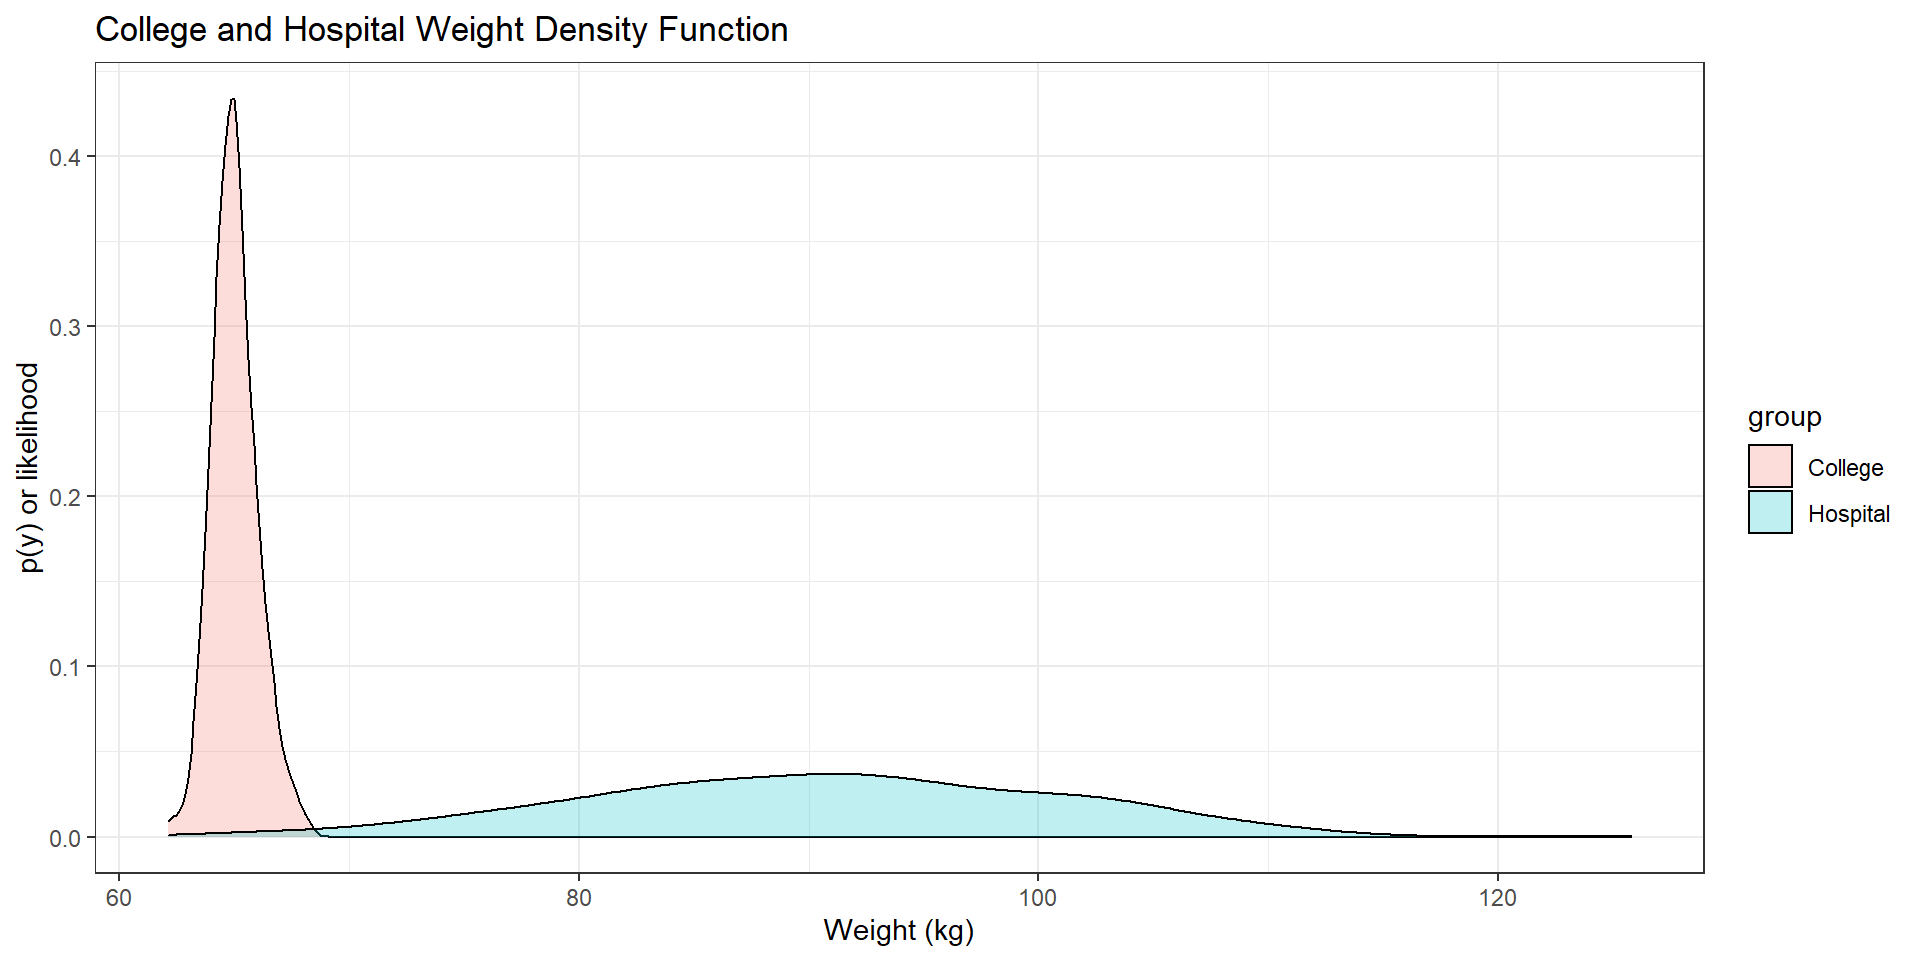 College and Hospital Weight Density Function
p(y) or likelihood
0.4
0.3
0.2
0.1
0.0
60
80
100
120
Weight (kg)
group
College
Hospital